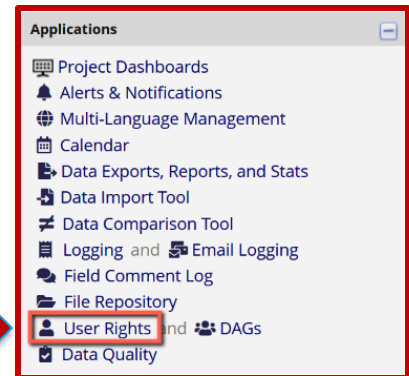 Applications
Project Dashboards
Alerts & Notifications
Multi-Language Management
Calendar
Data Exports, Reports, and Stats
Data Import Tool
Data Comparison Tool
Logging and Email Logging
Field Comment Log
File Repository
User Rights and DAGs
Data Quality